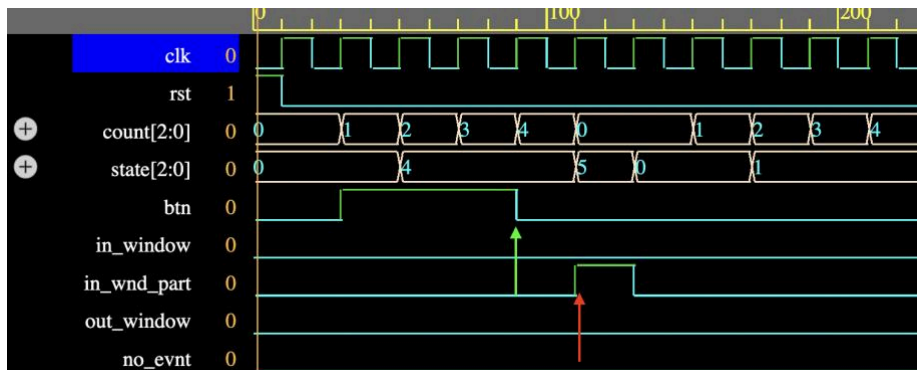 0 100 200
clk 0
rst 1
+ count[2:0] 0 0 1 2 3 4 0 1 2 3 4
+ state[2:0] 0 0 4 5 0 1
btn 0
in_window 0
in_wnd_part 0
out_window 0
no_evnt 0